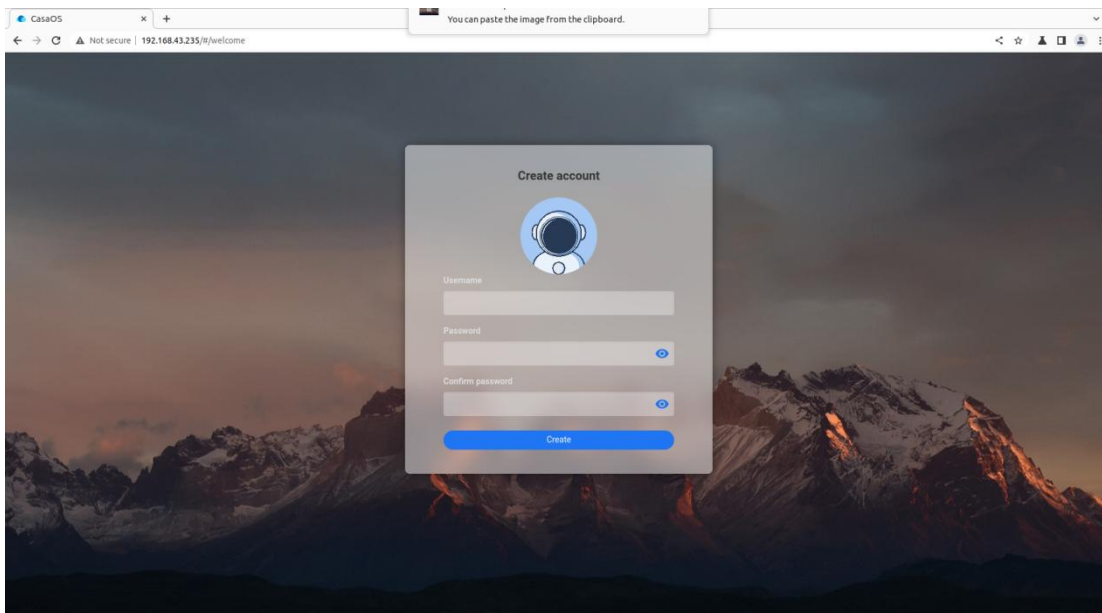 CasaOS
You can paste the image from the clipboard.
Not secure 192.168.43.235/#/welcome
Create account
Username
Password
Confirm password
Create